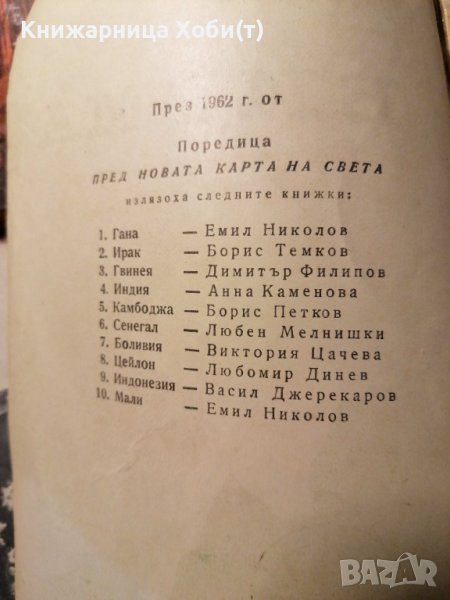 Книжарница Хоби(т)
През 1962 г. от
Поредица
ПРЕД НОВАТА КАРТА НА СВЕТА
излязоха следните книжки:
1. Гана — Емил Николов
2. Ирак — Борис Темков
3. Гвинея — Димитър Филипов
4. Индия — Анна Каменова
5. Камбоджа — Борис Петков
6. Сенегал — Любен Мелнишки
7. Боливия — Виктория Цачева
8. Цейлон — Любомир Динев
9. Индонезия — Васил Джерекаров
10. Мали — Емил Николов
BAZAR